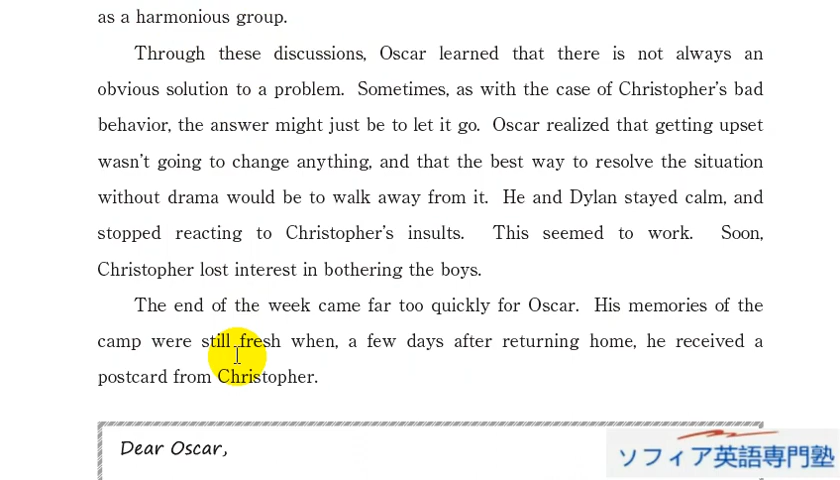 as a harmonious group.
Through these discussions, Oscar learned that there is not always an
obvious solution to a problem. Sometimes, as with the case of Christopher's bad
behavior, the answer might just be to let it go. Oscar realized that getting upset
wasn't going to change anything, and that the best way to resolve the situation
without drama would be to walk away from it. He and Dylan stayed calm, and
stopped reacting to Christopher's insults. This seemed to work. Soon,
Christopher lost interest in bothering the boys.
The end of the week came far too quickly for Oscar. His memories of the
camp were still fresh when, a few days after returning home, he received a
postcard from Christopher.
Dear Oscar,
ソフィア英語専門塾